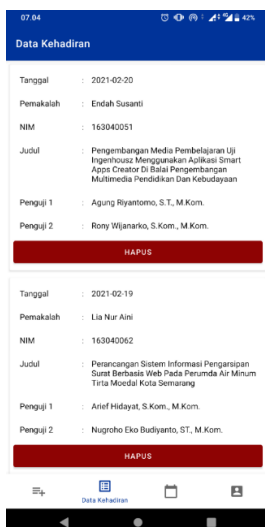 07.04 42%
Data Kehadiran
Tanggal : 2021-02-20
Pemakalah : Endah Susanti
NIM : 163040051
Judul : Pengembangan Media Pembelajaran Uji
Ingenhousz Menggunakan Aplikasi Smart
Apps Creator Di Balai Pengembangan
Multimedia Pendidikan Dan Kebudayaan
Penguji 1 : Agung Riyantomo, S.T., M.Kom.
Penguji 2 : Rony Wijanarko, S.Kom., M.Kom.
HAPUS
Tanggal : 2021-02-19
Pemakalah : Lia Nur Aini
NIM : 163040062
Judul : Perancangan Sistem Informasi Pengarsipan
Surat Berbasis Web Pada Perumda Air Minum
Tirta Moedal Kota Semarang
Penguji 1 : Arief Hidayat, S.Kom., M.Kom.
Penguji 2 : Nugroho Eko Budiyanto, ST., M.Kom.
HAPUS
Data Kehadiran